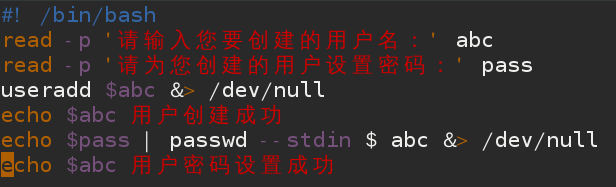 #! /bin/bash
read -p '请输入您要创建的用户名：' abc
read -p '请为您创建的用户设置密码：' pass
useradd $abc &> /dev/null
echo $abc 用户创建成功
echo $pass | passwd --stdin $ abc &> /dev/null
echo $abc 用户密码设置成功